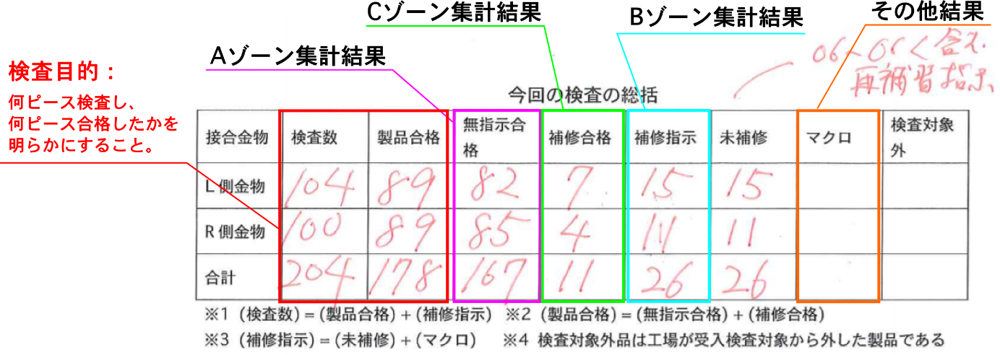 Cゾーン集計結果
Bゾーン集計結果
その他結果
Aゾーン集計結果
検査目的：
何ピース検査し、
何ピース合格したかを
明らかにすること。
含え.
再補習指示、
今回の検査の総括
接合金物 検査数 製品合格 無指示合格 補修合格 補修指示 未補修 マクロ 検査対象外
L側金物 104 89 82 7 15 15
R側金物 100 89 85 4 11 11
合計 204 178 167 11 26 26
※1 (検査数)=(製品合格)+(補修指示) ※2 (製品合格)=(無指示合格)+(補修合格)
※3 (補修指示)=(未補修)+(マクロ) ※4 検査対象外品は工場が受入検査対象から外した製品である